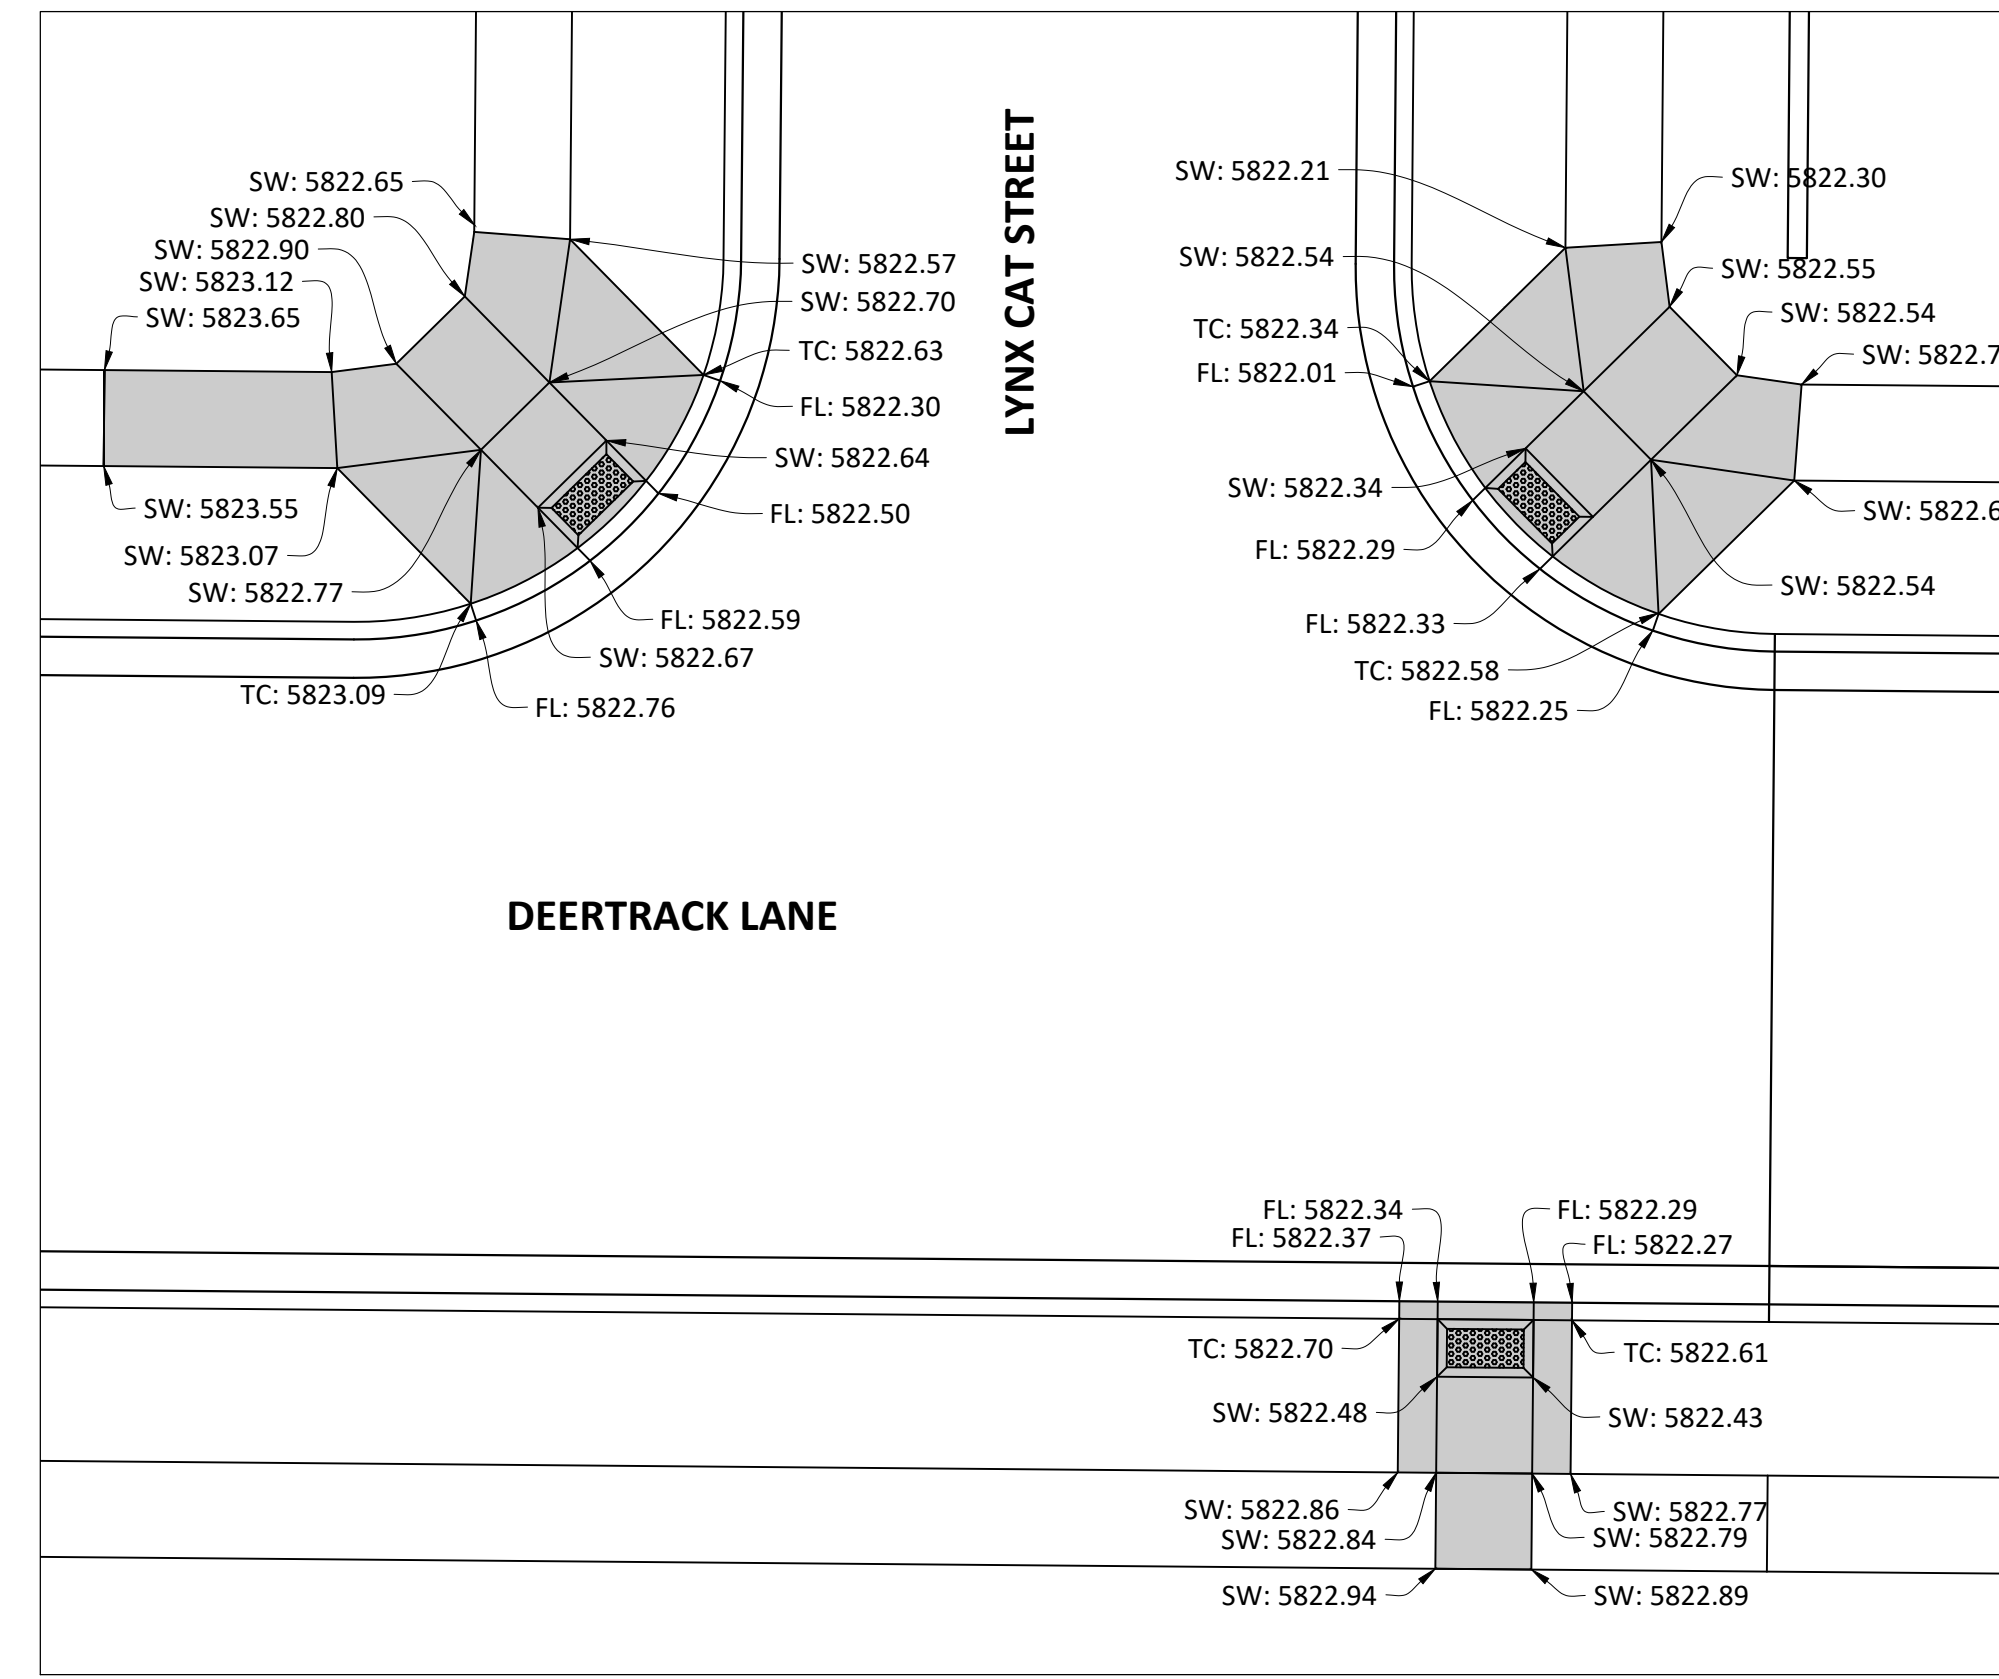 SW: 5822.65
SW: 5822.80
SW: 5822.90
SW: 5823.12
SW: 5823.65
SW: 5823.55
SW: 5823.07
SW: 5822.77
TC: 5823.09
FL: 5822.76
SW: 5822.67
FL: 5822.59
FL: 5822.50
SW: 5822.64
FL: 5822.30
TC: 5822.63
SW: 5822.70
SW: 5822.57
LYNX CAT STREET
SW: 5822.21
SW: 5822.54
TC: 5822.34
FL: 5822.01
SW: 5822.34
FL: 5822.29
FL: 5822.33
TC: 5822.58
FL: 5822.25
SW: 5822.30
SW: 5822.55
SW: 5822.54
SW: 5822.7
SW: 5822.6
SW: 5822.54
DEERTRACK LANE
FL: 5822.34
FL: 5822.37
FL: 5822.29
FL: 5822.27
TC: 5822.70
TC: 5822.61
SW: 5822.48
SW: 5822.43
SW: 5822.86
SW: 5822.84
SW: 5822.77
SW: 5822.79
SW: 5822.94
SW: 5822.89